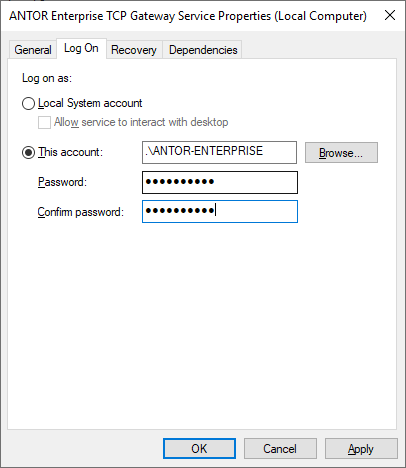 ANTOR Enterprise TCP Gateway Service Properties (Local Computer)
General Log On Recovery Dependencies
Log on as:
Local System account
Allow service to interact with desktop
This account: .\ANTOR-ENTERPRISE Browse...
Password: ●●●●●●●●●●
Confirm password: ●●●●●●●●●●
OK Cancel Apply